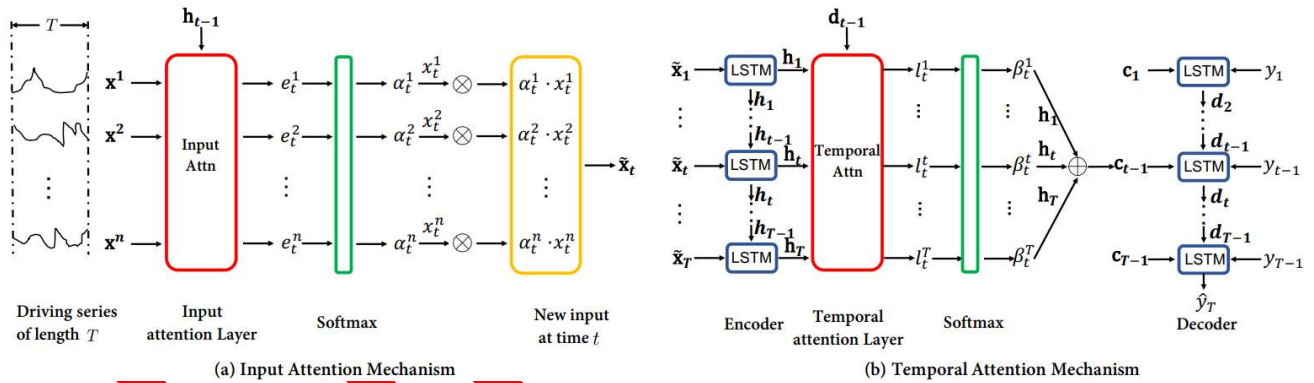 T
h_{t-1}
x^1 Input Attn e_t^1 α_t^1 x_t^1 ⊗ α_t^1 · x_t^1
x^2 e_t^2 α_t^2 x_t^2 ⊗ α_t^2 · x_t^2
x̃_t
x^n e_t^n α_t^n x_t^n ⊗ α_t^n · x_t^n
Driving series
of length T
Input
attention Layer
Softmax
New input
at time t
(a) Input Attention Mechanism
d_{t-1}
x̃_1 LSTM h_1 l_t^1 β_t^1 c_1 LSTM y_1
h_1 h_1 d_2
h_{t-1} d_{t-1}
x̃_t LSTM h_t Temporal Attn l_t^t β_t^t h_t ⊕ c_{t-1} LSTM y_{t-1}
h_t h_T d_t
h_{T-1} d_{T-1}
x̃_T LSTM h_T l_t^T β_t^T c_{T-1} LSTM y_{T-1}
ŷ_T
Encoder
Temporal
attention Layer
Softmax
Decoder
(b) Temporal Attention Mechanism